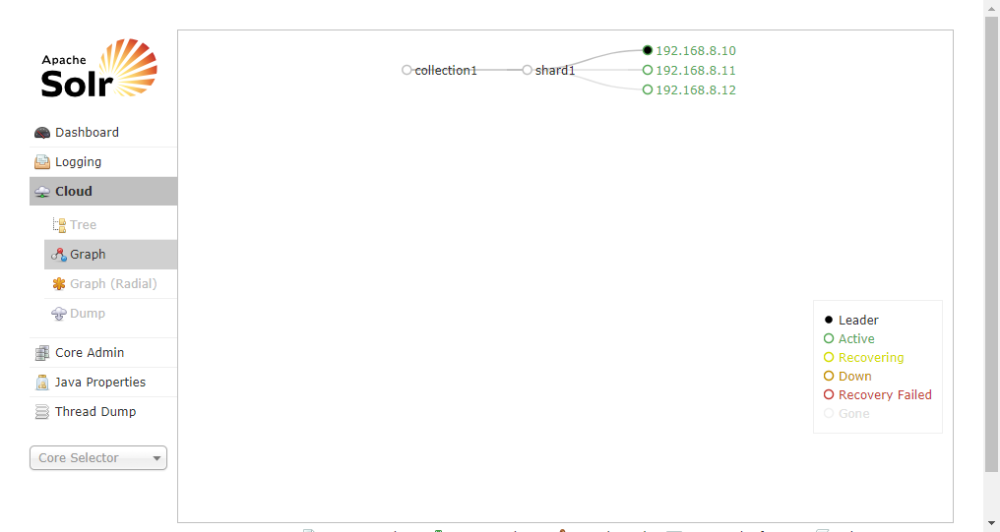 Apache
Solr
Dashboard
Logging
Cloud
Tree
Graph
Graph (Radial)
Dump
Core Admin
Java Properties
Thread Dump
Core Selector
collection1
shard1
192.168.8.10
192.168.8.11
192.168.8.12
Leader
Active
Recovering
Down
Recovery Failed
Gone